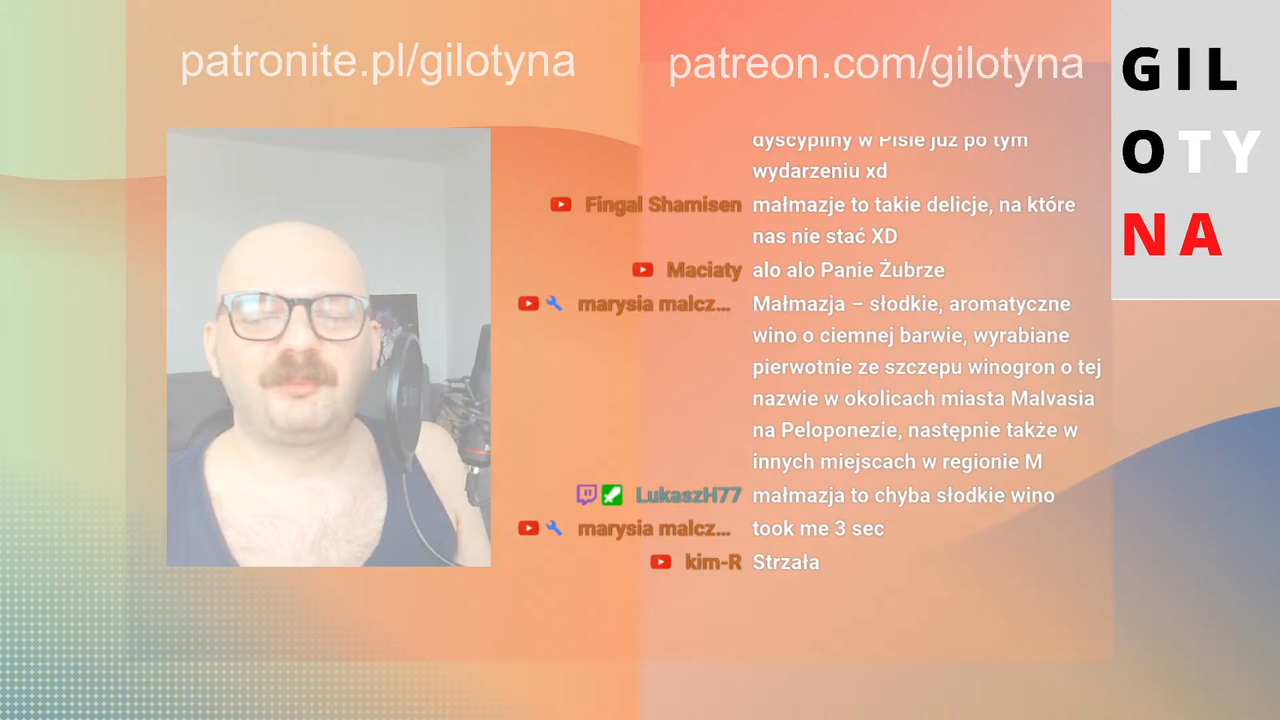 patronite.pl/gilotyna
patreon.com/gilotyna
GIL
OTY
NA
dyscypliny w Pisie już po tym
wydarzeniu xd
Fingal Shamisen małmazje to takie delicje, na które
nas nie stać XD
Maciaty alo alo Panie Żubrze
marysia malcz... Małmazja – słodkie, aromatyczne
wino o ciemnej barwie, wyrabiane
pierwotnie ze szczepu winogron o tej
nazwie w okolicach miasta Malvasia
na Peloponezie, następnie także w
innych miejscach w regionie M
LukaszH77 małmazja to chyba słodkie wino
marysia malcz... took me 3 sec
kim-R Strzała